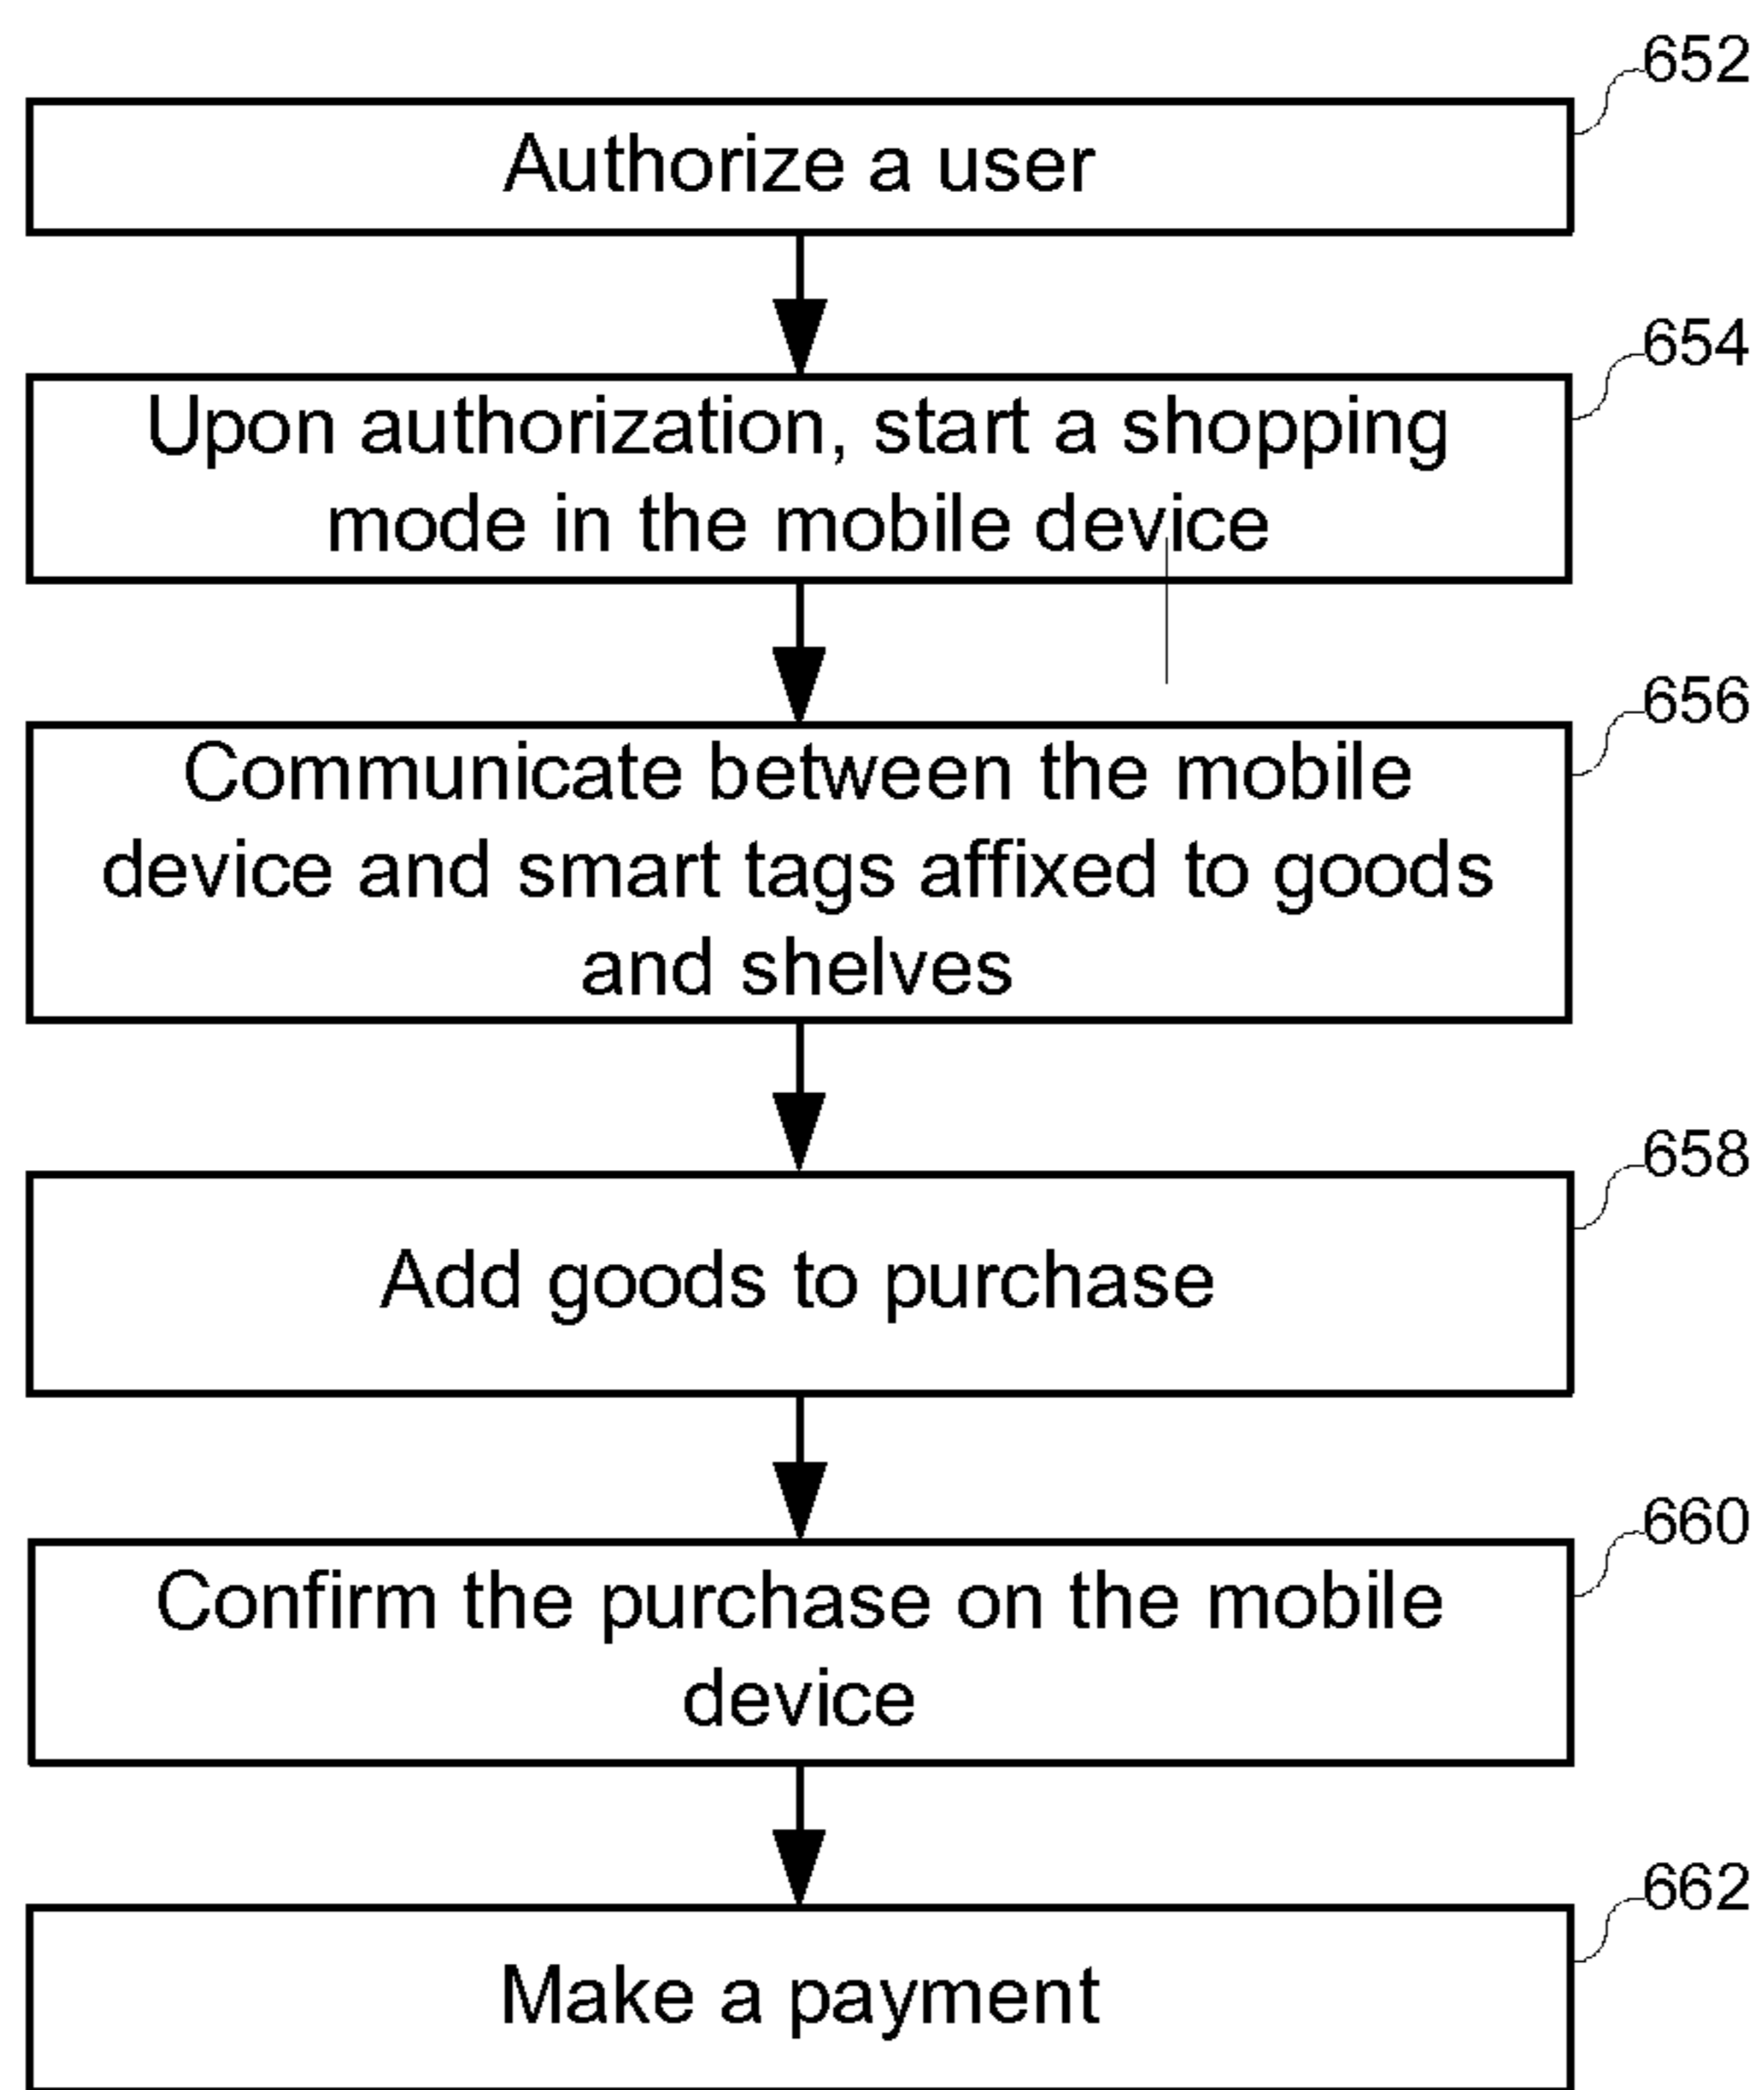 652
Authorize a user
654
Upon authorization, start a shopping
mode in the mobile device
656
Communicate between the mobile
device and smart tags affixed to goods
and shelves
658
Add goods to purchase
660
Confirm the purchase on the mobile
device
662
Make a payment